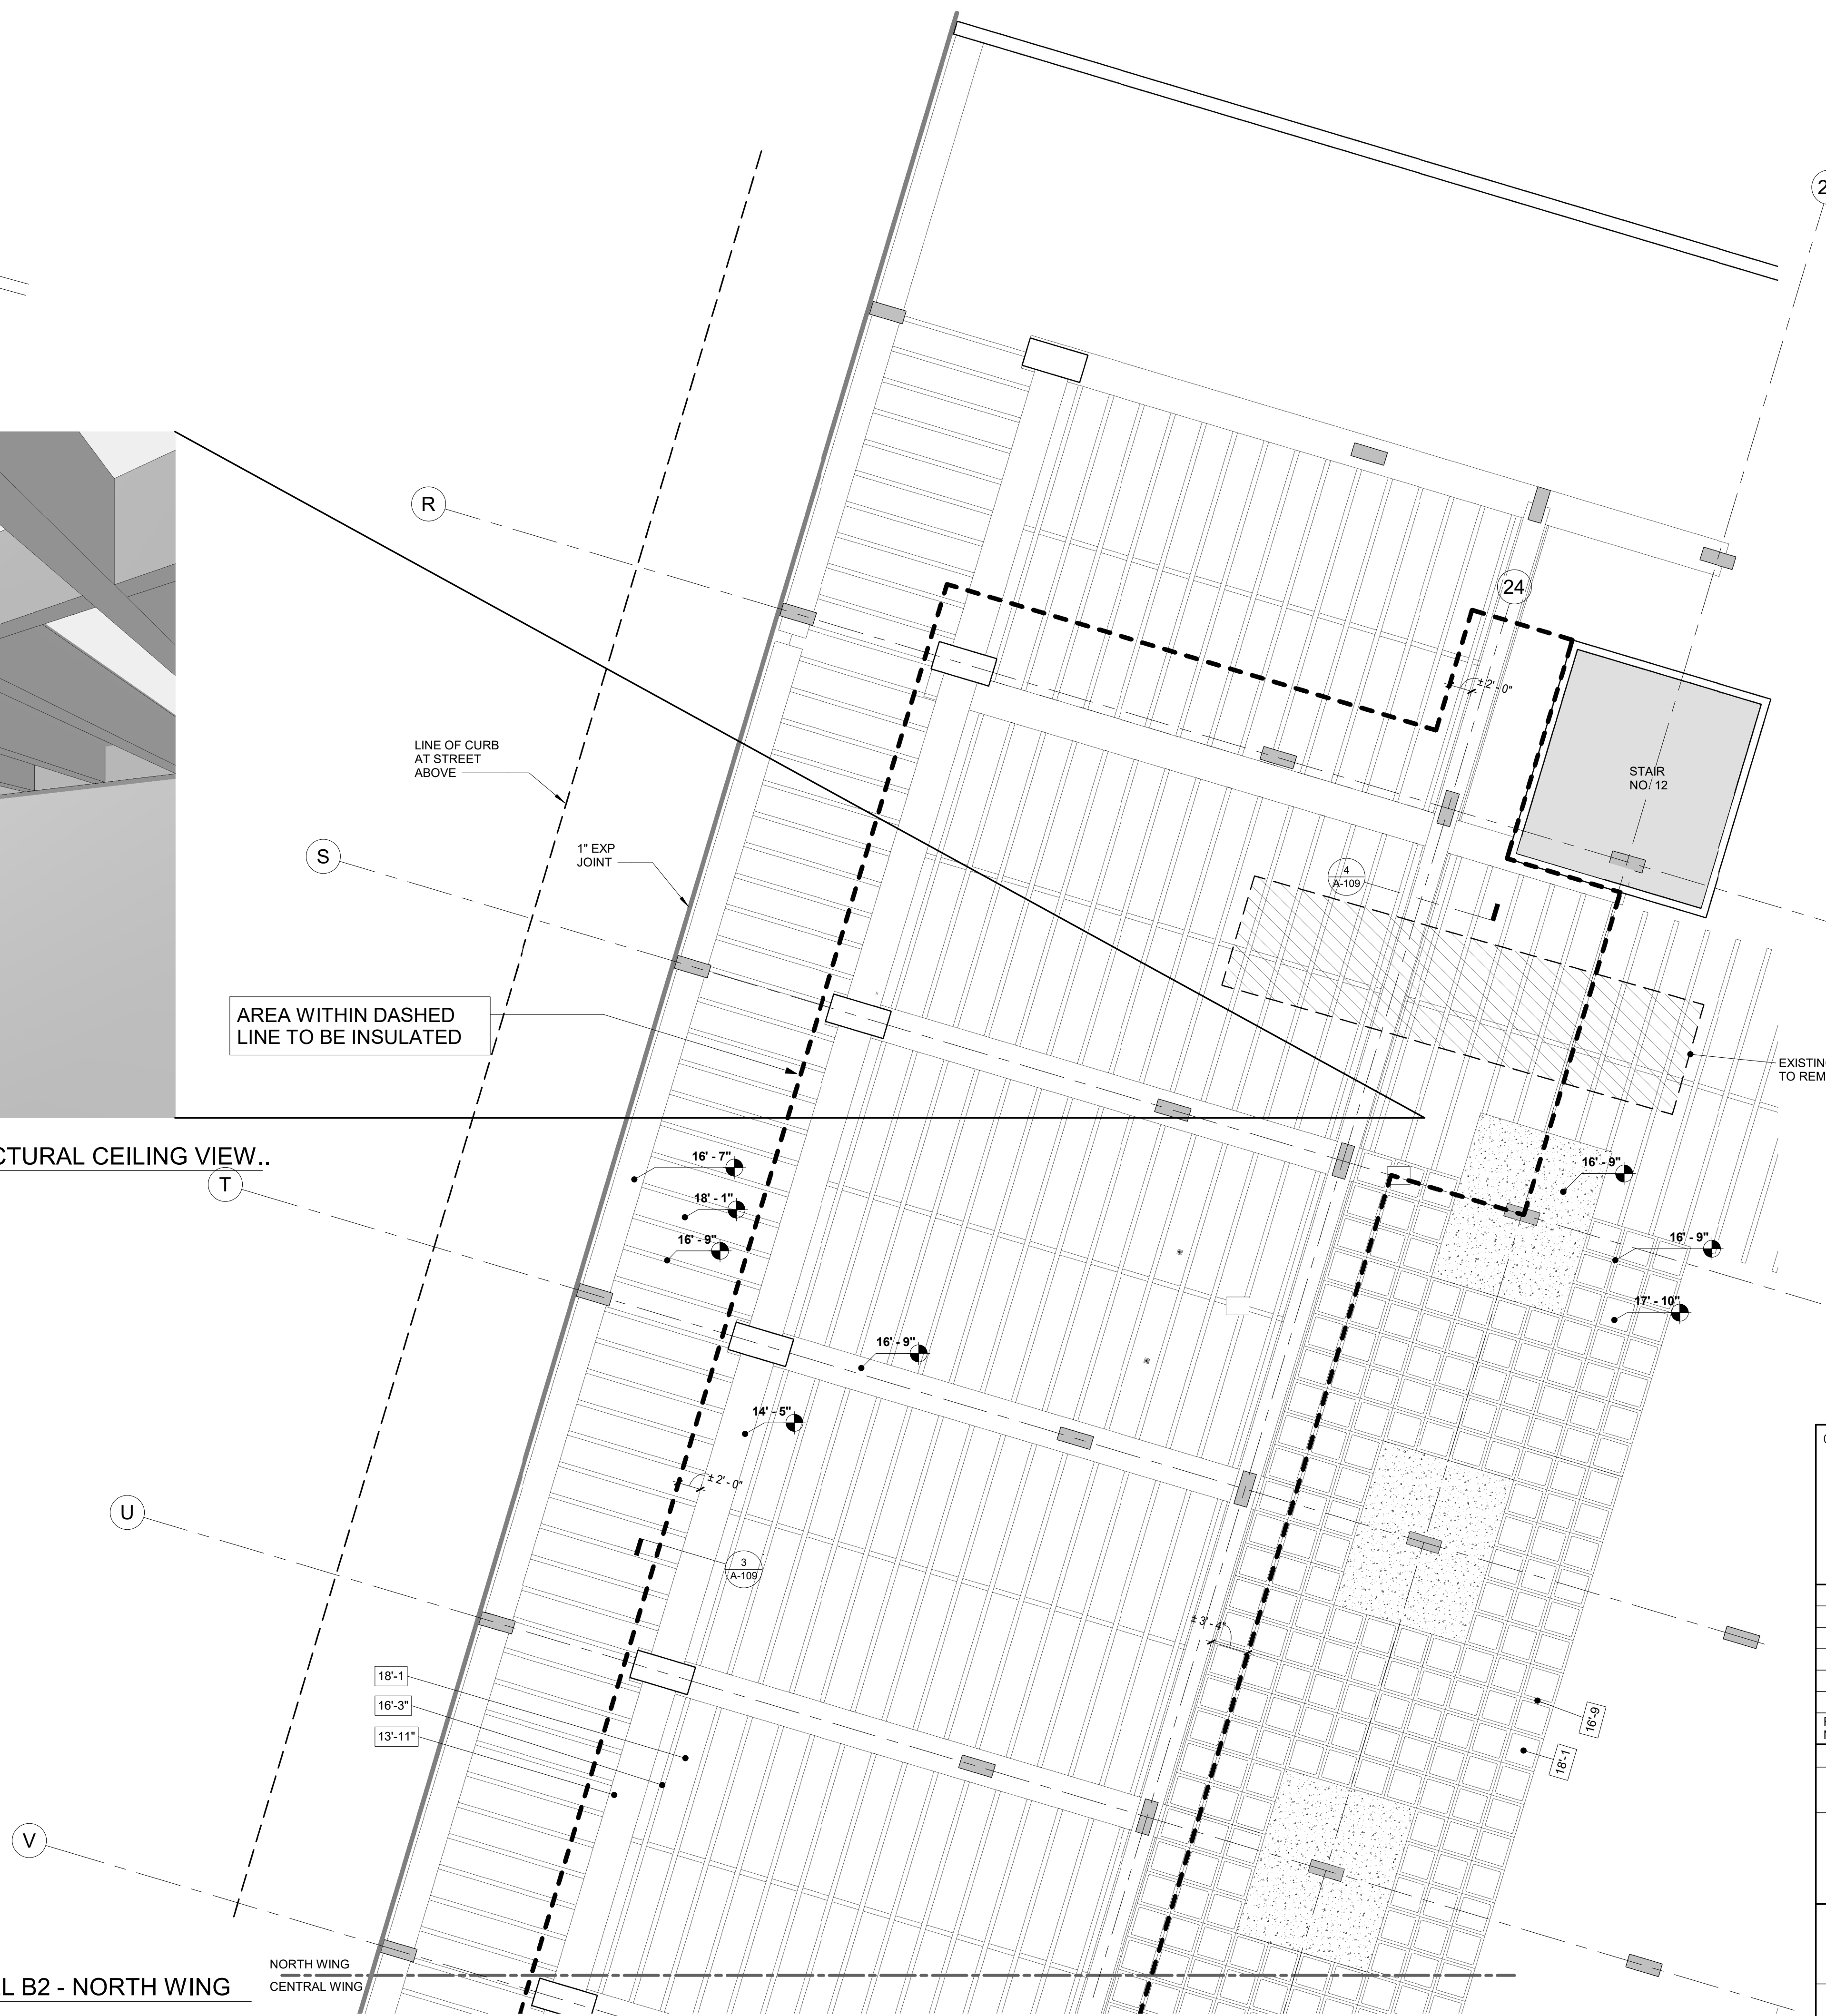 R
24
± 2' - 0"
STAIR
NO. 12
LINE OF CURB
AT STREET
ABOVE
1" EXP
JOINT
S
4
A-109
AREA WITHIN DASHED
LINE TO BE INSULATED
CEILING VIEW..
T
16' - 7"
18' - 1"
16' - 9"
16' - 9"
16' - 9"
17' - 10"
16' - 9"
14' - 5"
± 2' - 0"
U
3
A-109
± 3' - 4"
18'-1
16'-3"
13'-11"
16'-9
18'-1
V
NORTH WING
CENTRAL WING
B2 - NORTH WING
TO